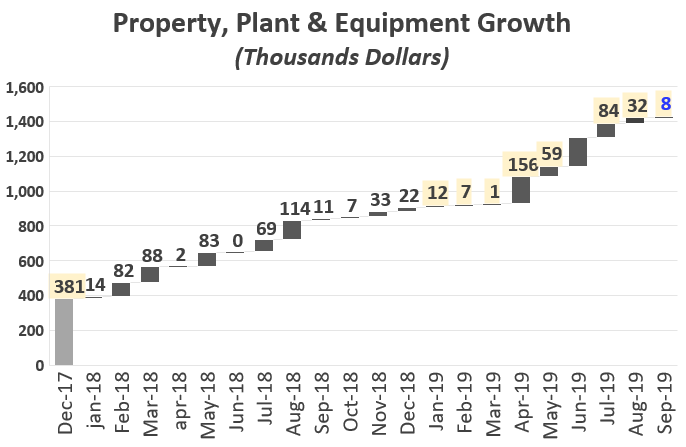 Property, Plant & Equipment Growth
(Thousands Dollars)
1,600
1,400
1,200
1,000
800
600
400
200
0
381
14
82
88
2
83
0
69
114
11
7
33
22
12
7
1
156
59
84
32
8
Dec-17
jan-18
Feb-18
Mar-18
apr-18
May-18
Jun-18
Jul-18
Aug-18
Sep-18
Oct-18
Nov-18
Dec-18
Jan-19
Feb-19
Mar-19
Apr-19
May-19
Jun-19
Jul-19
Aug-19
Sep-19